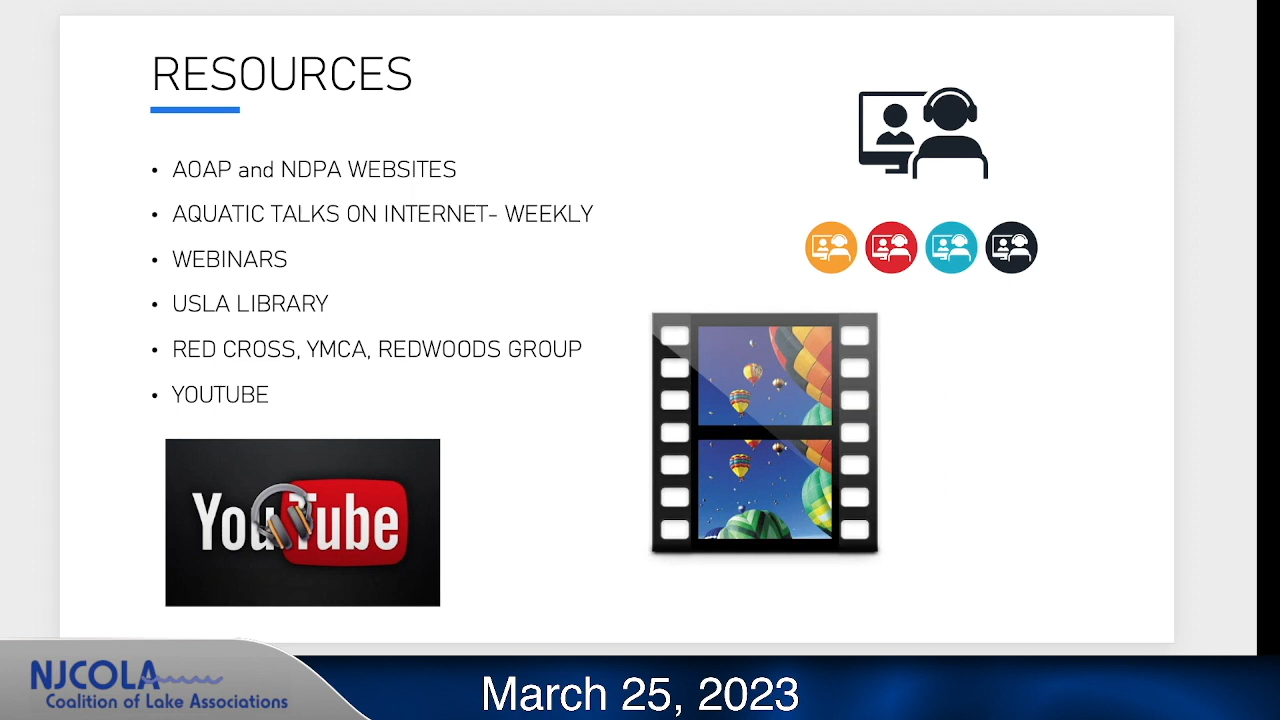 RESOURCES
• AOAP and NDPA WEBSITES
• AQUATIC TALKS ON INTERNET- WEEKLY
• WEBINARS
• USLA LIBRARY
• RED CROSS, YMCA, REDWOODS GROUP
• YOUTUBE
YouTube
NJCOLA
Coalition of Lake Associations
March 25, 2023